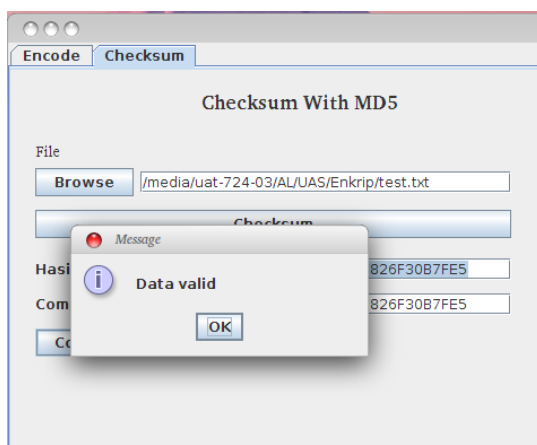 Encode Checksum
Checksum With MD5
File
Browse /media/uat-724-03/AL/UAS/Enkrip/test.txt
Checksum
Message
Data valid
OK
826F30B7FE5
826F30B7FE5